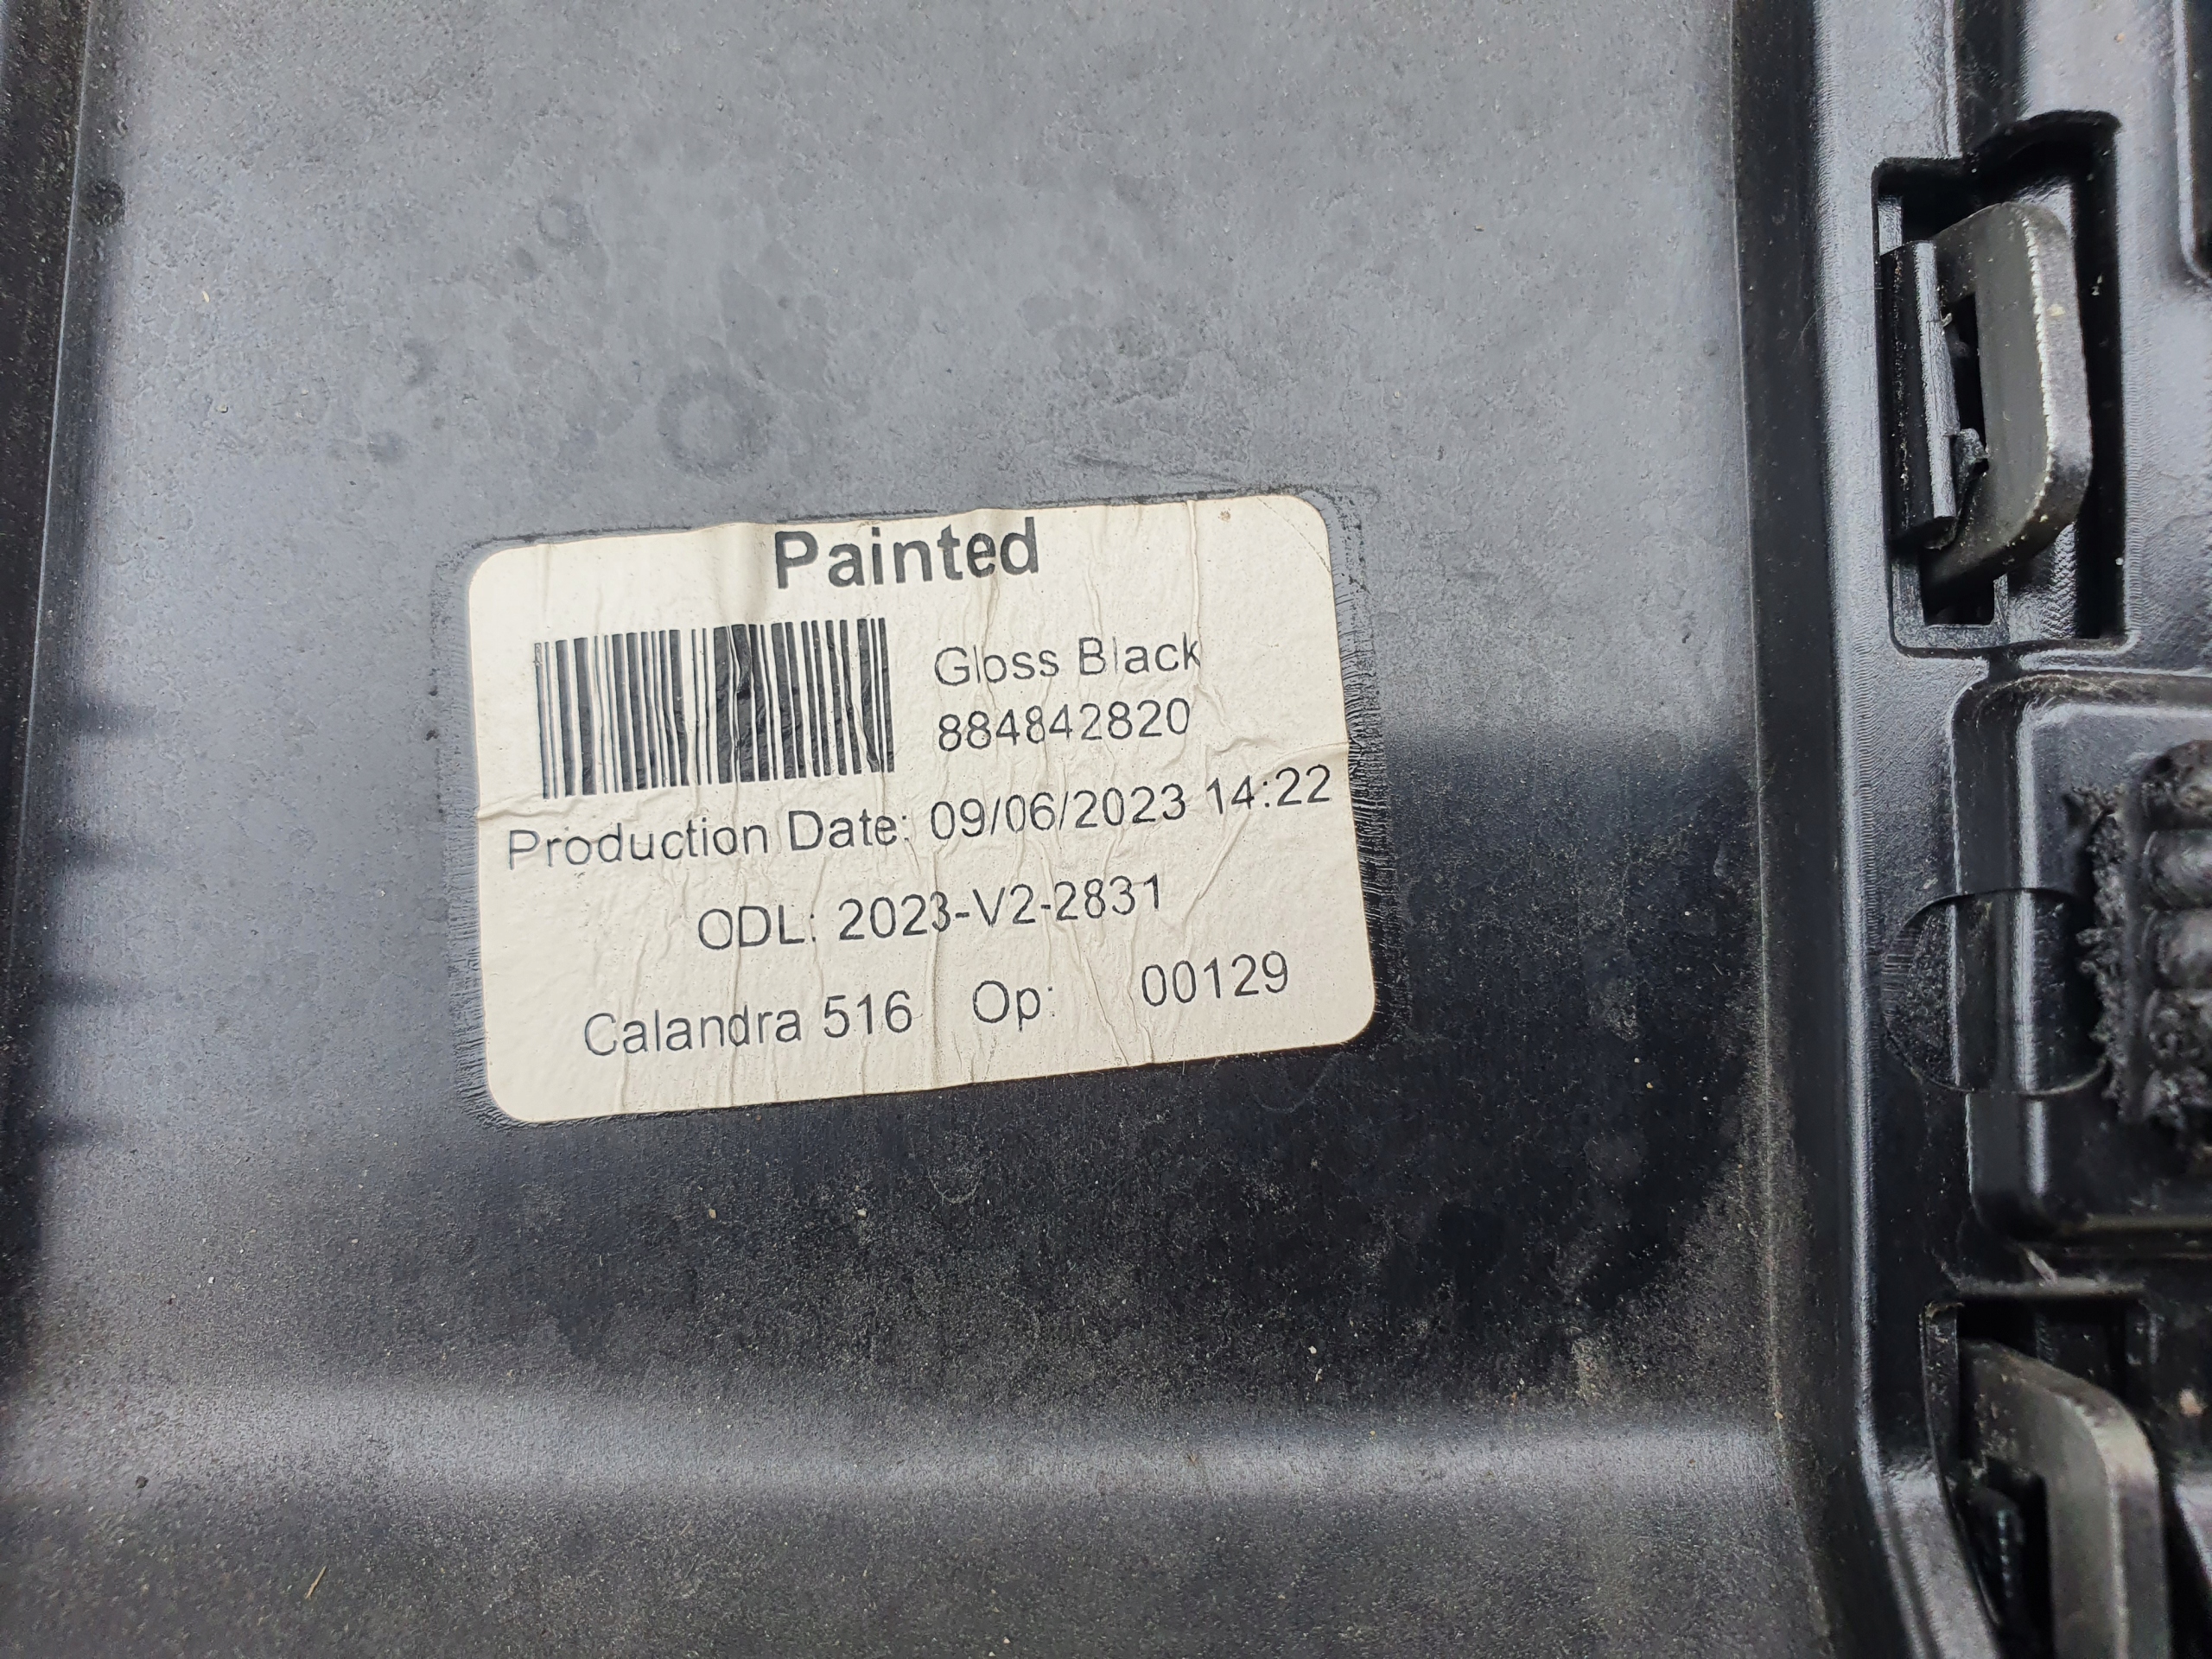 Painted
Gloss Black
884842820
Production Date: 09/06/2023 14:22
ODL: 2023-V2-2831
Calandra 516 Op: 00129